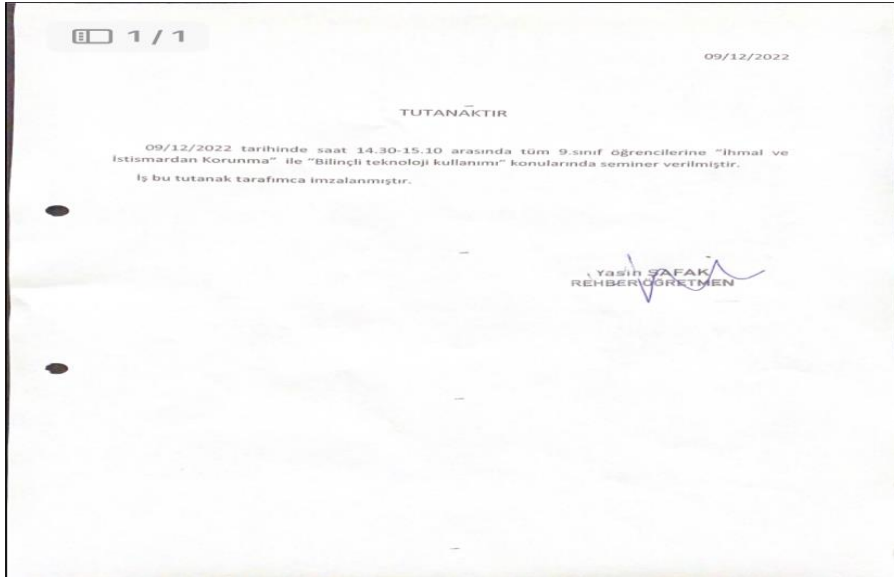 1 / 1
09/12/2022
TUTANAKTIR
09/12/2022 tarihinde saat 14.30-15.10 arasında tüm 9.sınıf öğrencilerine “İhmal ve
İstismardan Korunma” ile “Bilinçli teknoloji kullanımı” konularında seminer verilmiştir.
İş bu tutanak tarafımca imzalanmıştır.
Yasin ŞAFAK
REHBER ÖĞRETMEN